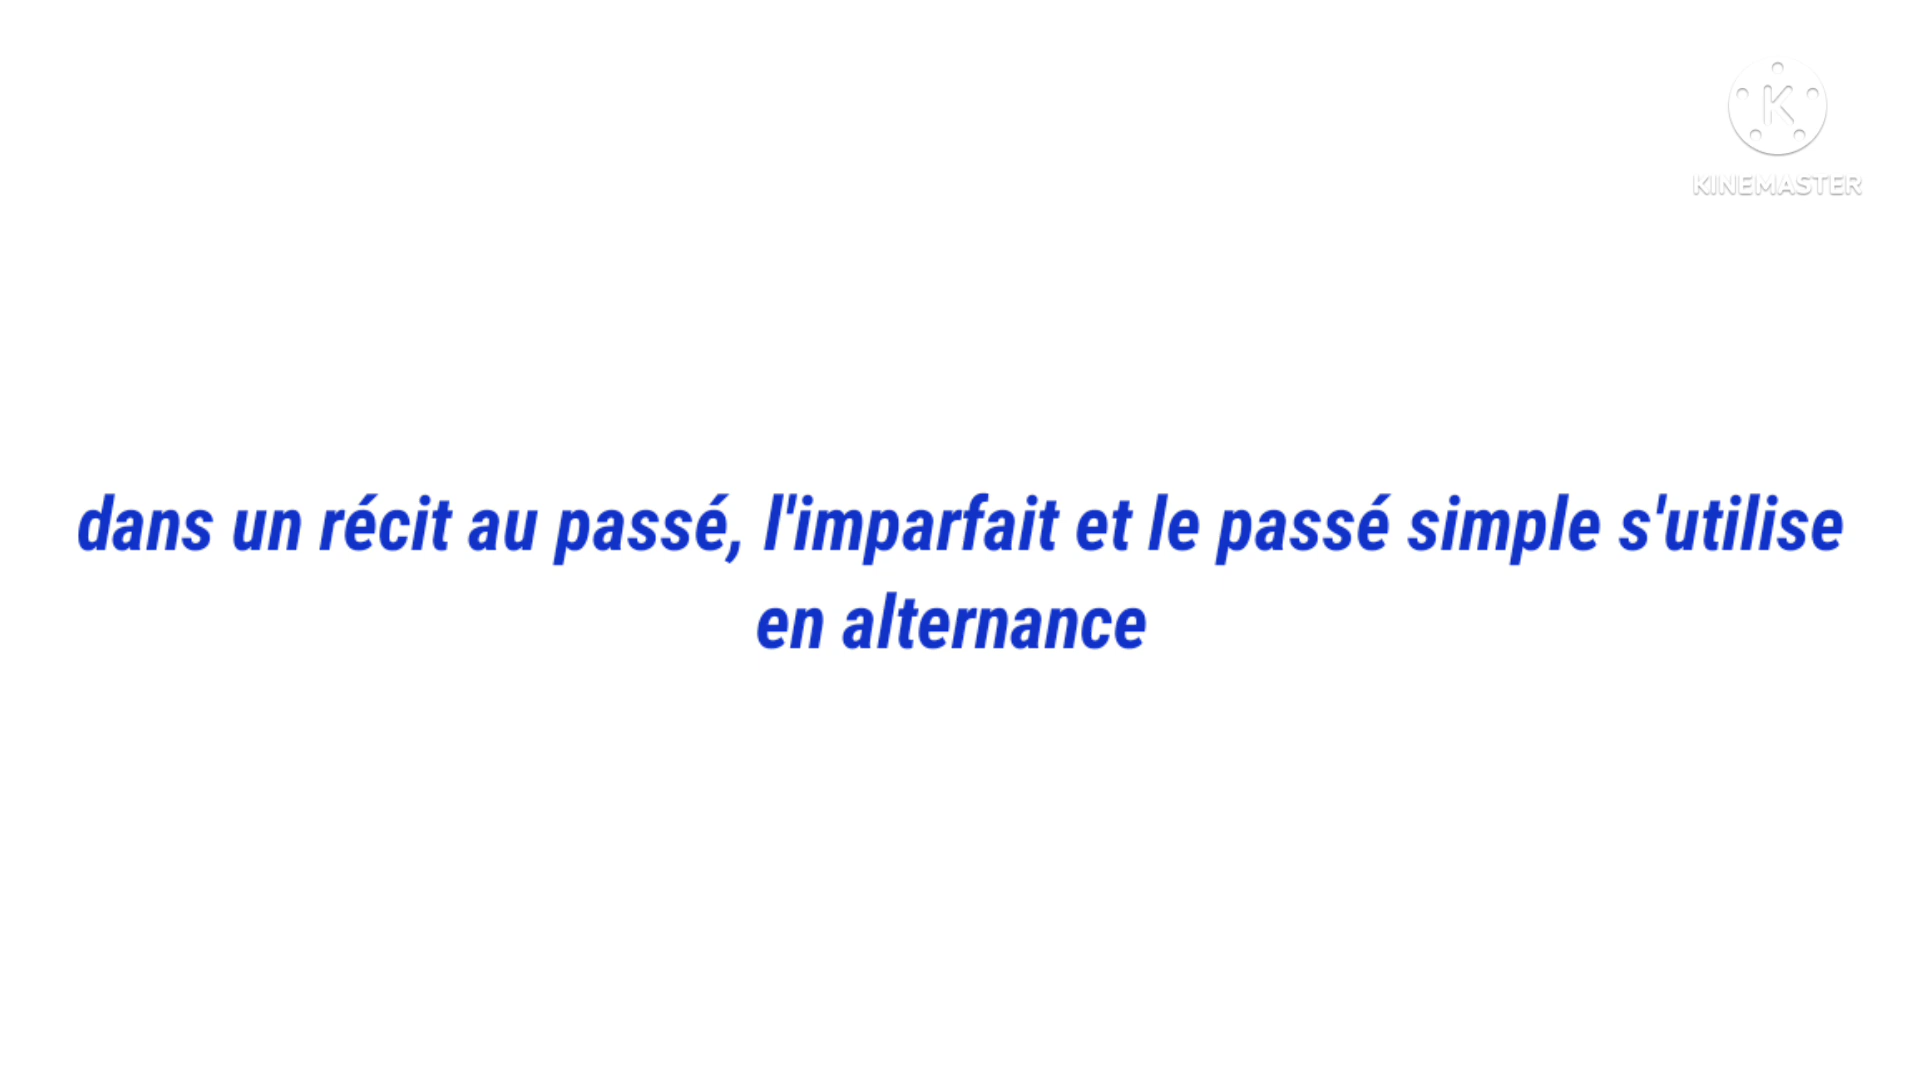 K
KINEMASTER
dans un récit au passé, l'imparfait et le passé simple s'utilise
en alternance